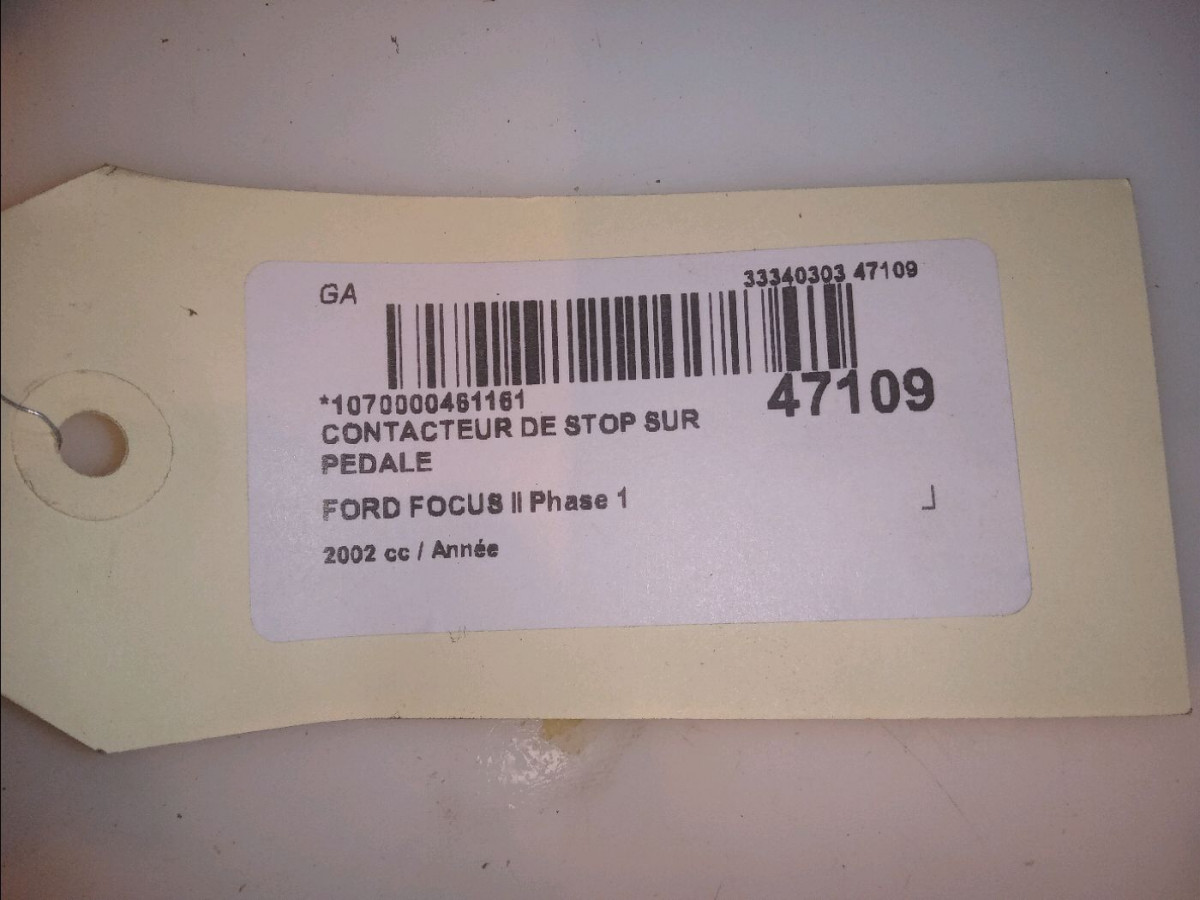 GA
33340303 47109
*1070000461161
47109
CONTACTEUR DE STOP SUR
PEDALE
FORD FOCUS II Phase 1
2002 cc / Année